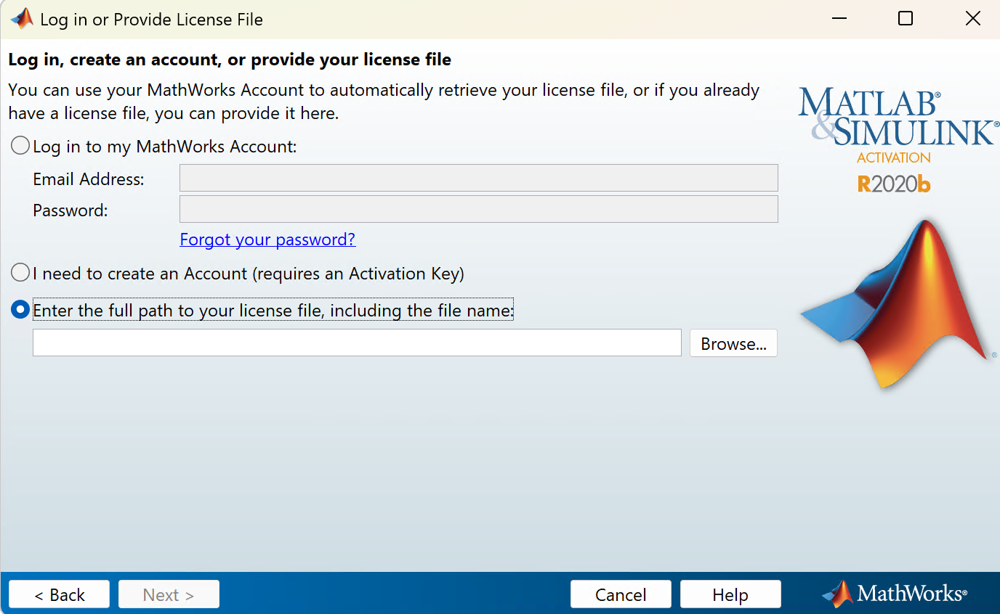 Log in or Provide License File
Log in, create an account, or provide your license file
You can use your MathWorks Account to automatically retrieve your license file, or if you already
have a license file, you can provide it here.
Log in to my MathWorks Account:
Email Address:
Password:
Forgot your password?
I need to create an Account (requires an Activation Key)
Enter the full path to your license file, including the file name:
Browse...
MATLAB®
&SIMULINK®
ACTIVATION
R2020b
®
< Back
Next >
Cancel
Help
MathWorks®